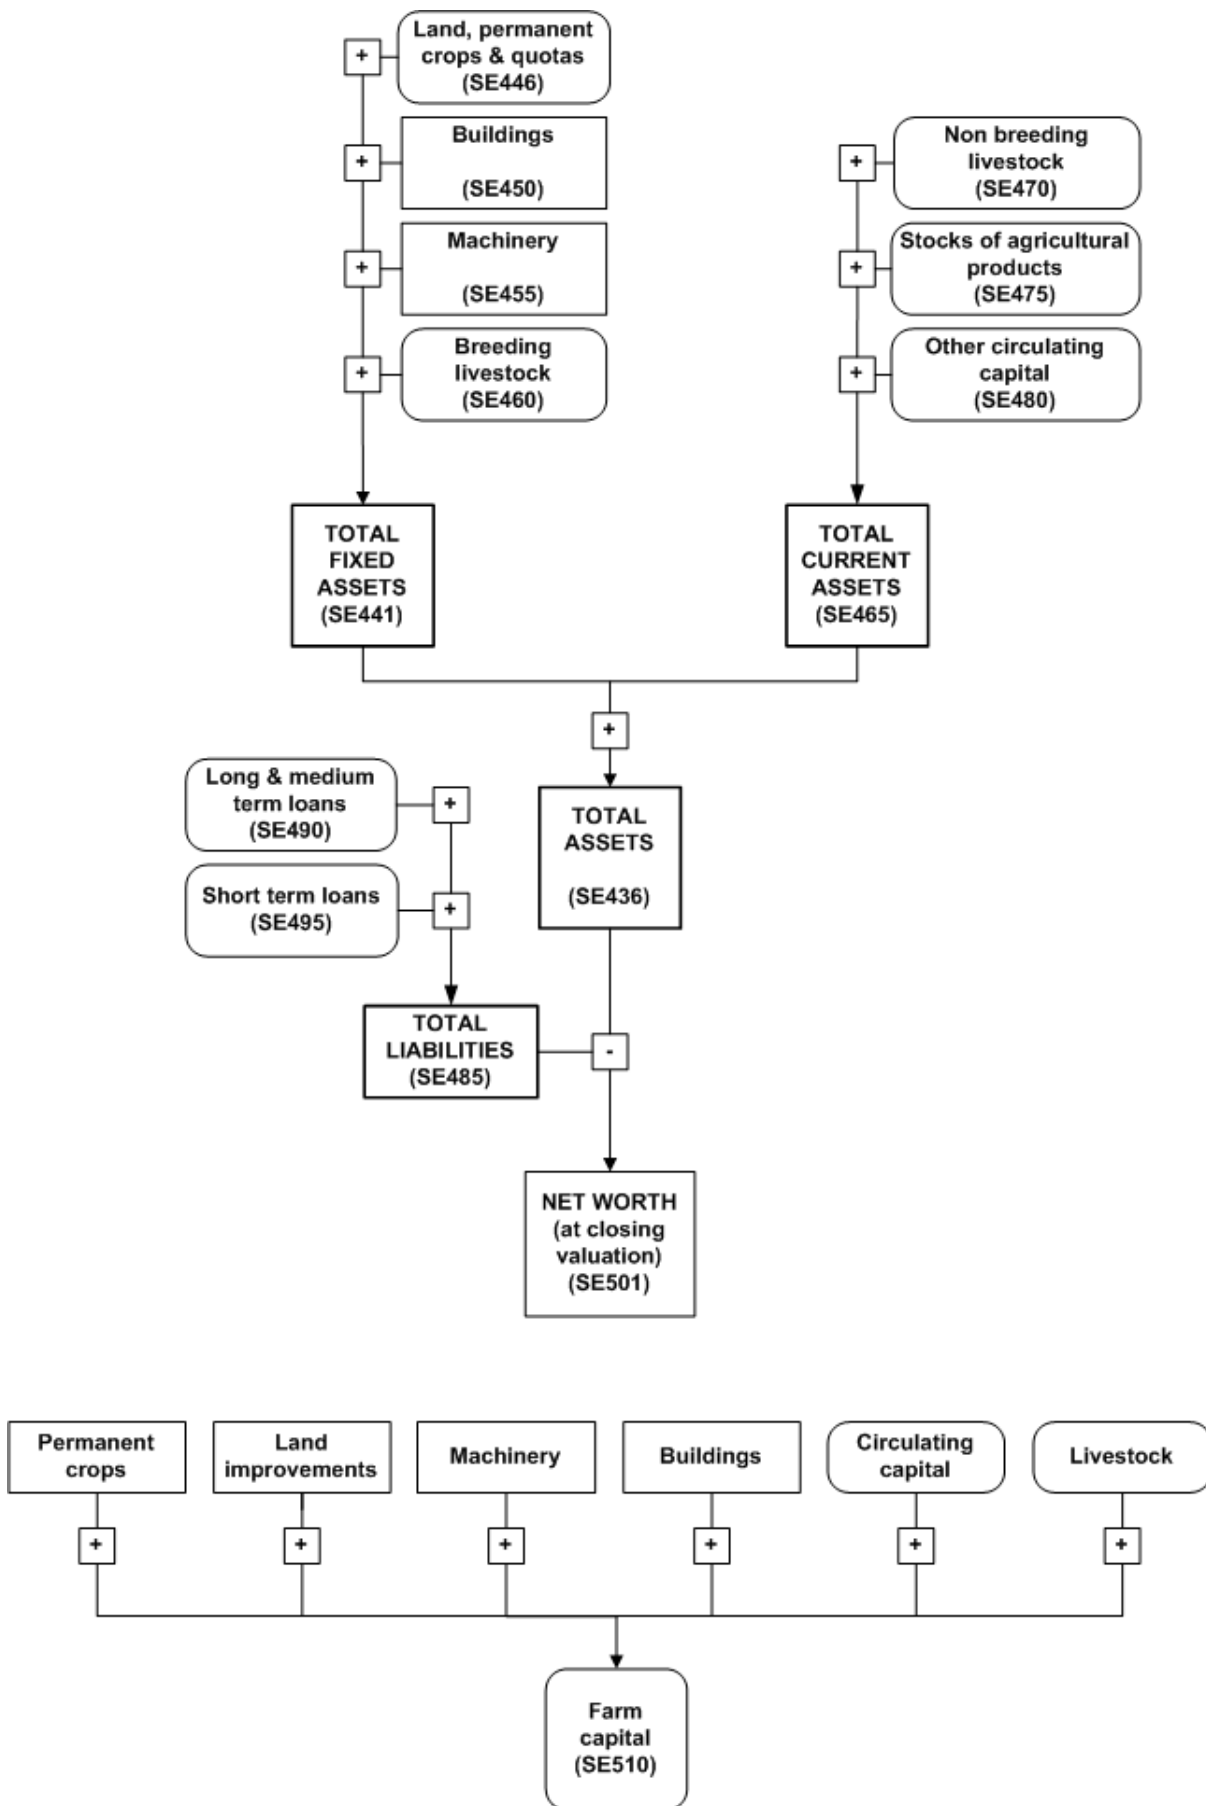 Land, permanent
crops & quotas
(SE446)
+
Buildings
(SE450)
+
Machinery
(SE455)
+
Breeding
livestock
(SE460)
+
Non breeding
livestock
(SE470)
+
Stocks of agricultural
products
(SE475)
+
Other circulating
capital
(SE480)
+
TOTAL
FIXED
ASSETS
(SE441)
TOTAL
CURRENT
ASSETS
(SE465)
+
Long & medium
term loans
(SE490)
+
Short term loans
(SE495)
+
TOTAL
ASSETS
(SE436)
TOTAL
LIABILITIES
(SE485)
-
NET WORTH
(at closing
valuation)
(SE501)
Permanent
crops
Land
improvements
Machinery
Buildings
Circulating
capital
Livestock
+
+
+
+
+
+
Farm
capital
(SE510)